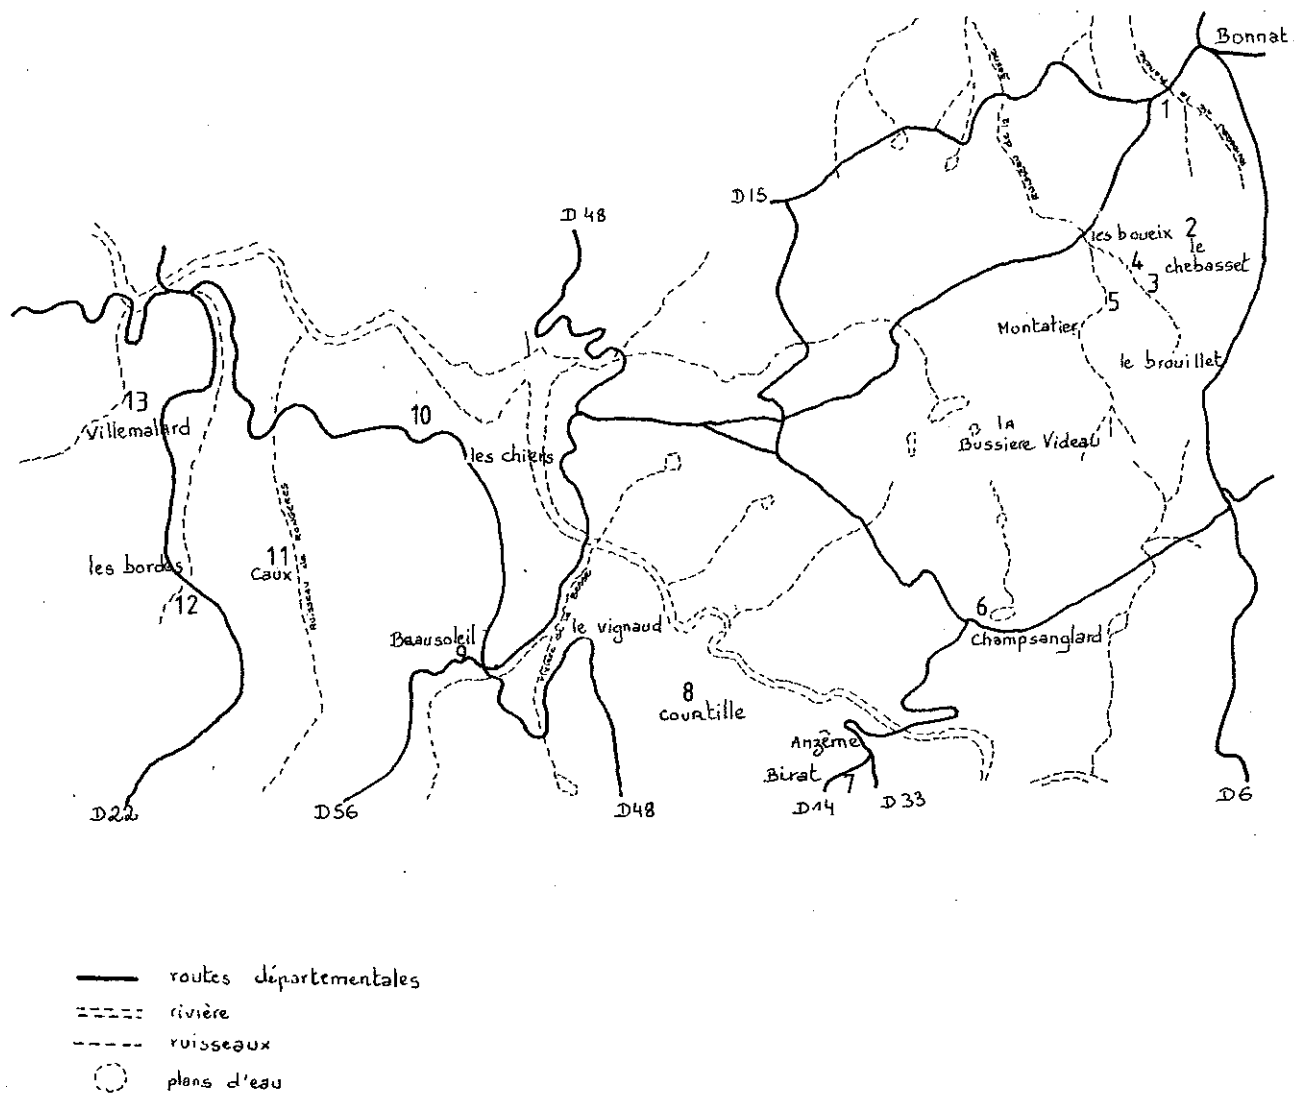 Bonnat
1
D15
D 48
les boueix 2
le
chebasset
4
3
5
Montatier
le brouillet
13
Villemalard
10
les chiers
la
Bussiere Videau
les bordes
11
Caux
12
Beausoleil
9
le vignaud
6
Champsanglard
8
COURTILLE
Anzême
Birat
7
D22
D56
D48
D14
D33
D6
routes départementales
rivière
ruisseaux
plans d'eau